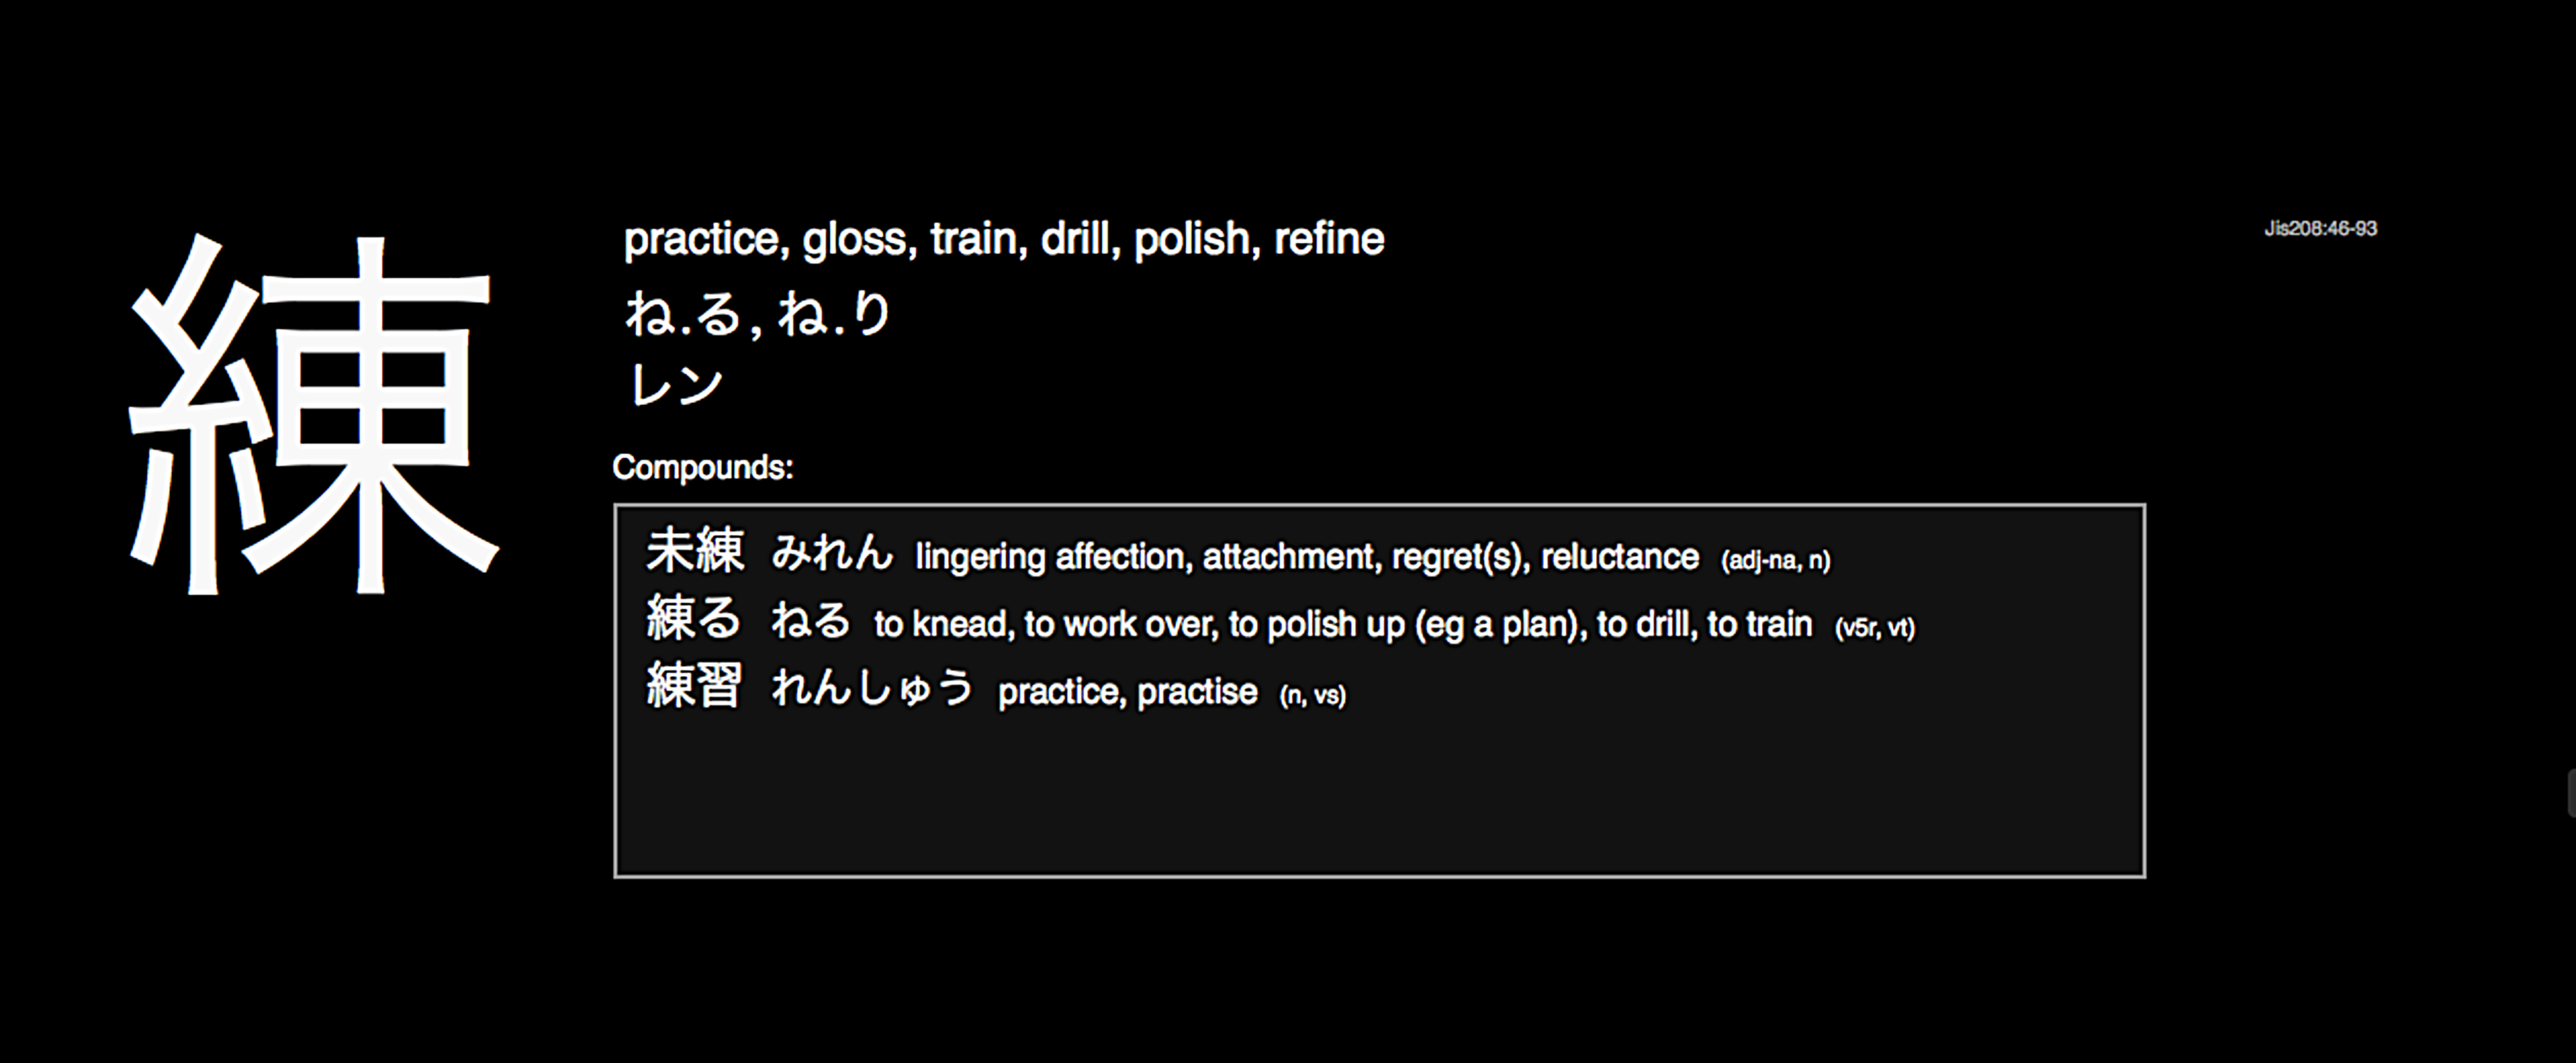 練
practice, gloss, train, drill, polish, refine
Jis208:46-93
ね.る, ね.り
レン
Compounds:
未練 みれん lingering affection, attachment, regret(s), reluctance (adj-na, n)
練る ねる to knead, to work over, to polish up (eg a plan), to drill, to train (v5r, vt)
練習 れんしゅう practice, practise (n, vs)